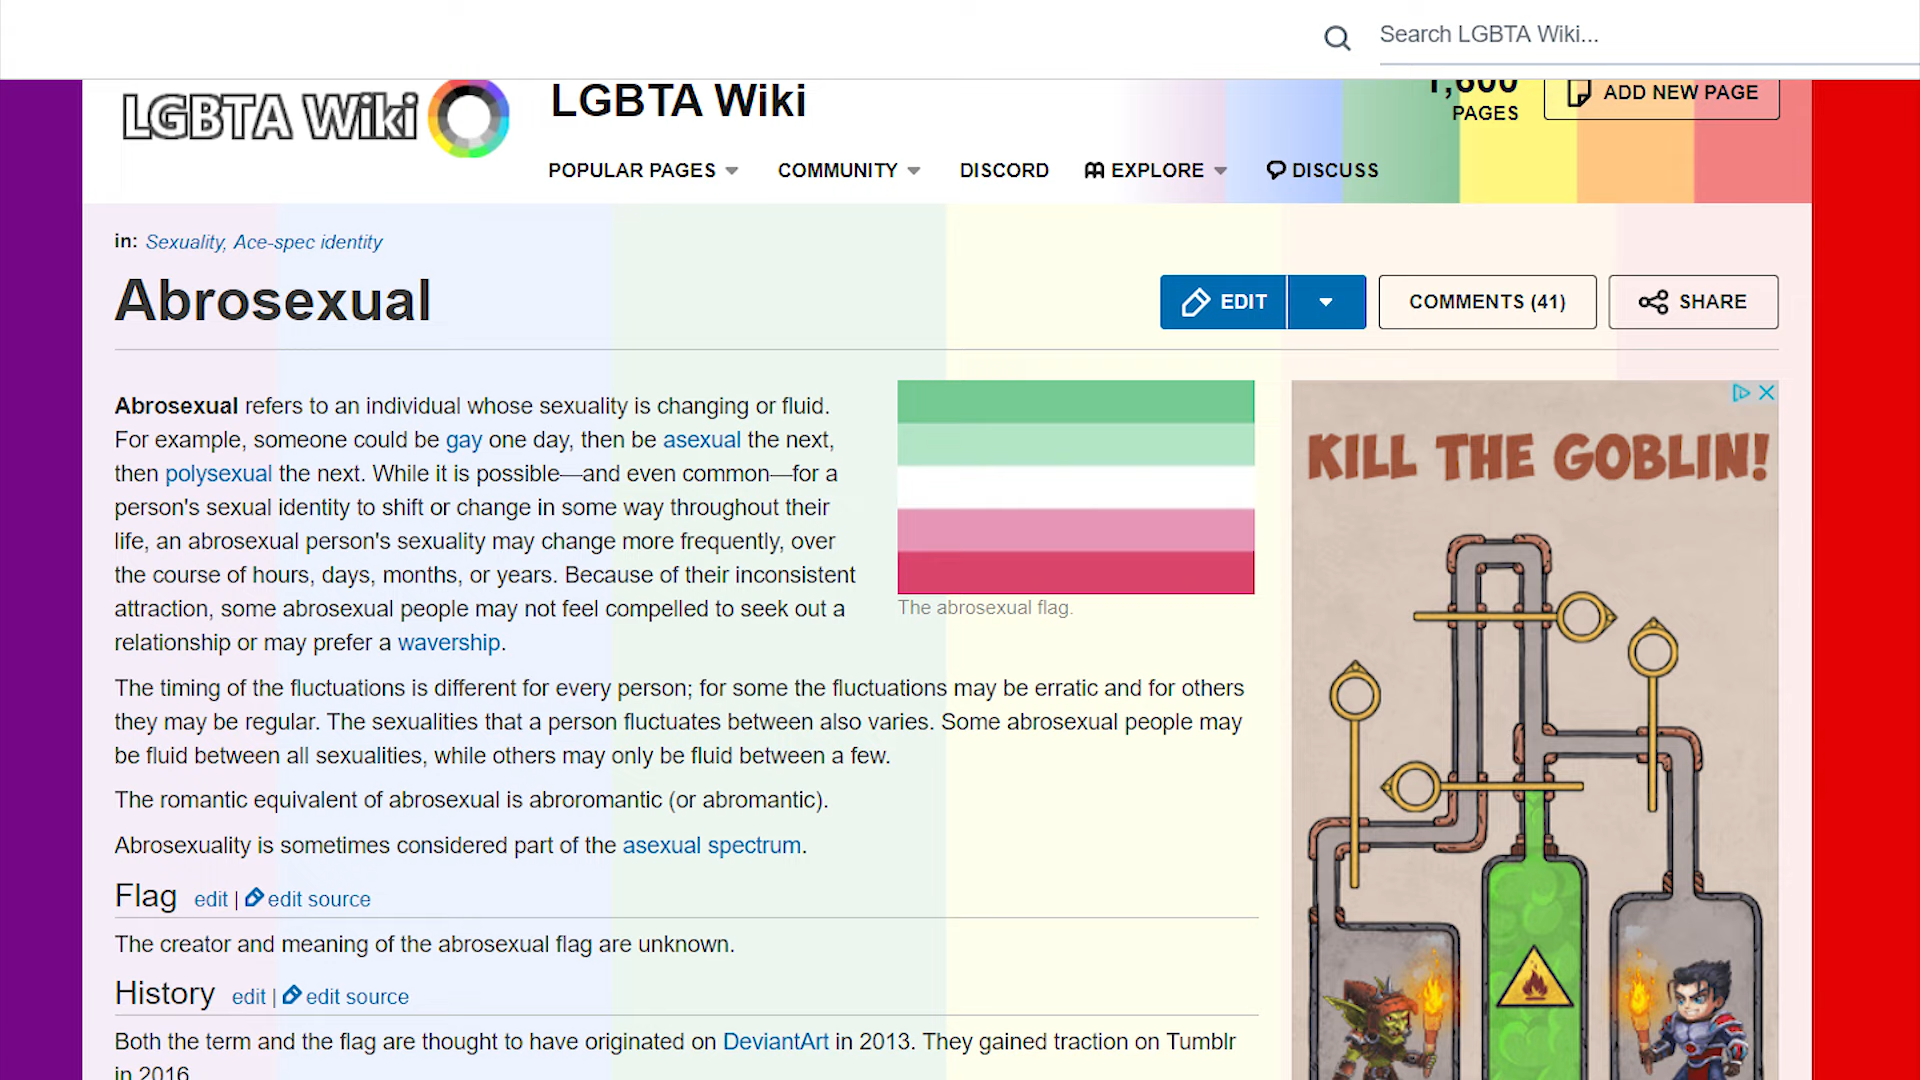 Search LGBTA Wiki...
LGBTA Wiki
LGBTA Wiki
1,600
PAGES
ADD NEW PAGE
POPULAR PAGES
COMMUNITY
DISCORD
EXPLORE
DISCUSS
in: Sexuality, Ace-spec identity
Abrosexual
EDIT
COMMENTS (41)
SHARE
Abrosexual refers to an individual whose sexuality is changing or fluid.
For example, someone could be gay one day, then be asexual the next,
then polysexual the next. While it is possible—and even common—for a
person's sexual identity to shift or change in some way throughout their
life, an abrosexual person's sexuality may change more frequently, over
the course of hours, days, months, or years. Because of their inconsistent
attraction, some abrosexual people may not feel compelled to seek out a
relationship or may prefer a wavership.
The abrosexual flag.
KILL THE GOBLIN!
The timing of the fluctuations is different for every person; for some the fluctuations may be erratic and for others
they may be regular. The sexualities that a person fluctuates between also varies. Some abrosexual people may
be fluid between all sexualities, while others may only be fluid between a few.
The romantic equivalent of abrosexual is abroromantic (or abromantic).
Abrosexuality is sometimes considered part of the asexual spectrum.
Flag edit | edit source
The creator and meaning of the abrosexual flag are unknown.
History edit | edit source
Both the term and the flag are thought to have originated on DeviantArt in 2013. They gained traction on Tumblr
in 2016